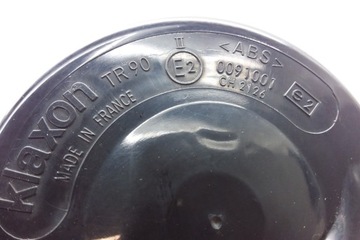 klaxon
TR90
MADE IN FRANCE
II
E2
<ABS>
0091001
CH 2126
e2